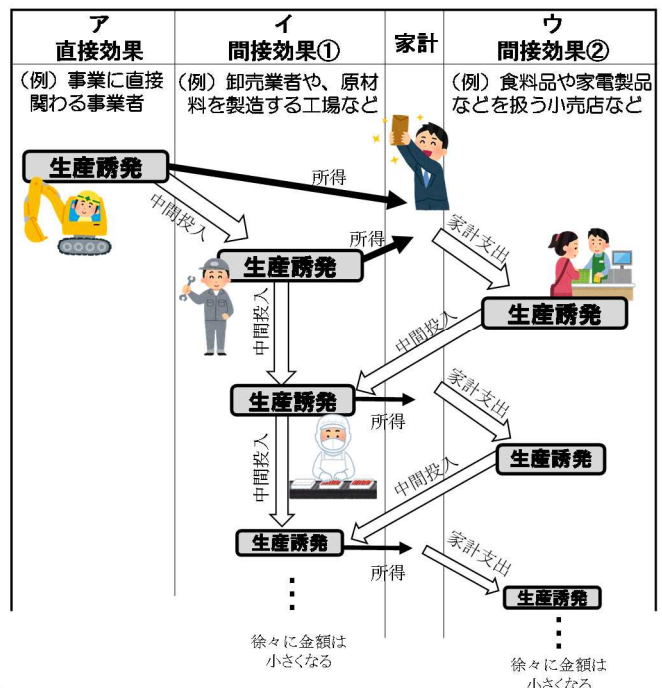 ア
直接効果
イ
間接効果①
家計
ウ
間接効果②
（例）事業に直接
関わる事業者
（例）卸売業者や、原材
料を製造する工場など
（例）食料品や家電製品
などを扱う小売店など
生産誘発
所得
中間投入
所得
家計支出
生産誘発
生産誘発
中間投入
中間投入
生産誘発
所得
家計支出
中間投入
中間投入
生産誘発
生産誘発
所得
家計支出
生産誘発
徐々に金額は
小さくなる
徐々に金額は
小さくなる